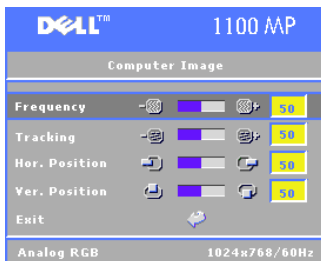 DELL™ 1100 MP
Computer Image
Frequency 50
Tracking 50
Hor. Position 50
Ver. Position 50
Exit
Analog RGB 1024x768/60Hz